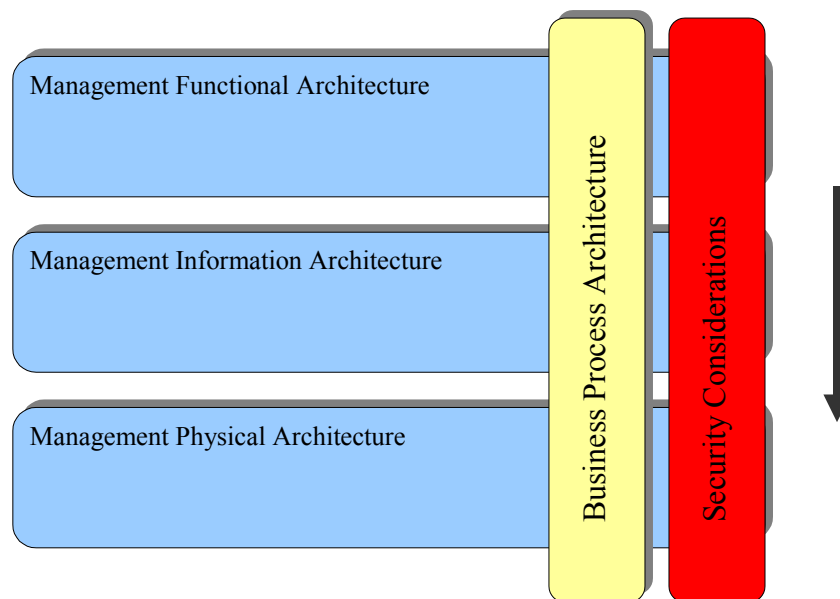 Management Functional Architecture
Management Information Architecture
Management Physical Architecture
Business Process Architecture
Security Considerations